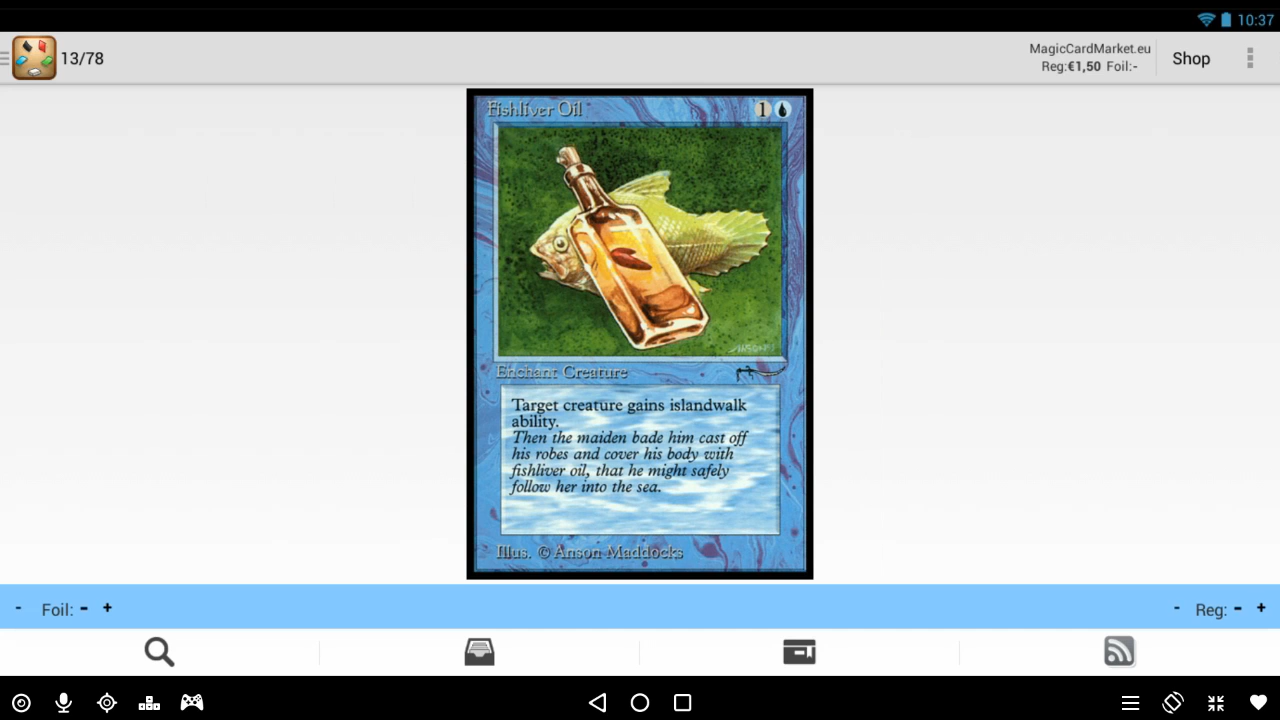 10:37
13/78
MagicCardMarket.eu
Reg:€1,50 Foil:-
Shop
Fishliver Oil
1
Enchant Creature
Target creature gains islandwalk
ability.
Then the maiden bade him cast off
his robes and cover his body with
fishliver oil, that he might safely
follow her into the sea.
Illus. © Anson Maddocks
- Foil: - +
- Reg: - +